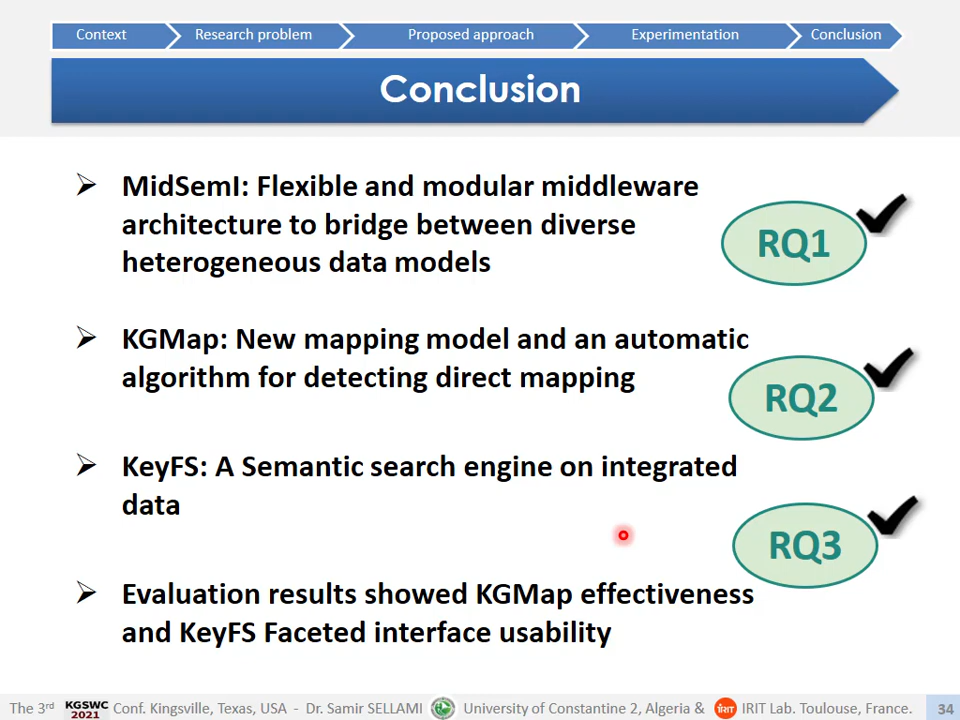 Context
Research problem
Proposed approach
Experimentation
Conclusion
Conclusion
MidSemI: Flexible and modular middleware
architecture to bridge between diverse
heterogeneous data models
RQ1
KGMap: New mapping model and an automatic
algorithm for detecting direct mapping
RQ2
KeyFS: A Semantic search engine on integrated
data
RQ3
Evaluation results showed KGMap effectiveness
and KeyFS Faceted interface usability
The 3rd KGSWC 2021 Conf. Kingsville, Texas, USA - Dr. Samir SELLAMI University of Constantine 2, Algeria & IRIT Lab. Toulouse, France. 34